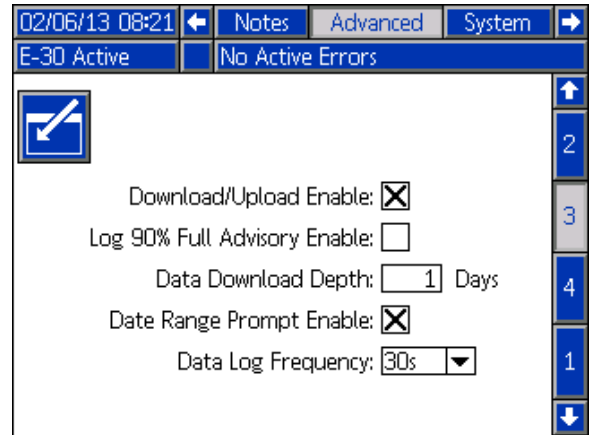 02/06/13 08:21 Notes Advanced System
E-30 Active No Active Errors
2
Download/Upload Enable:
3
Log 90% Full Advisory Enable:
Data Download Depth: 1 Days
4
Date Range Prompt Enable:
Data Log Frequency: 30s
1